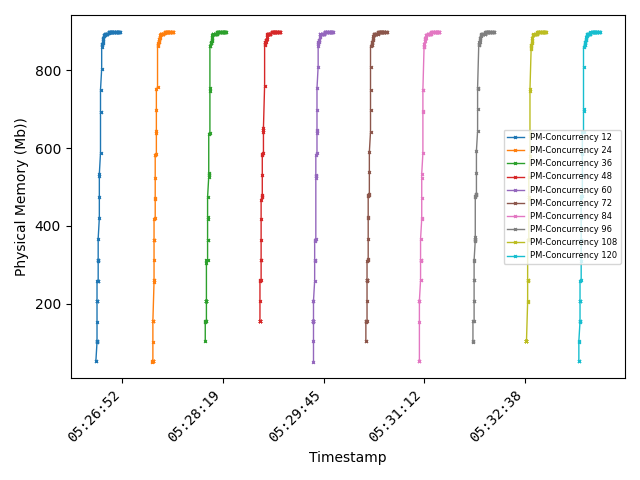 Physical Memory (Mb))
800
600
400
200
PM-Concurrency 12
PM-Concurrency 24
PM-Concurrency 36
PM-Concurrency 48
PM-Concurrency 60
PM-Concurrency 72
PM-Concurrency 84
PM-Concurrency 96
PM-Concurrency 108
PM-Concurrency 120
05:26:52
05:28:19
05:29:45
05:31:12
05:32:38
Timestamp